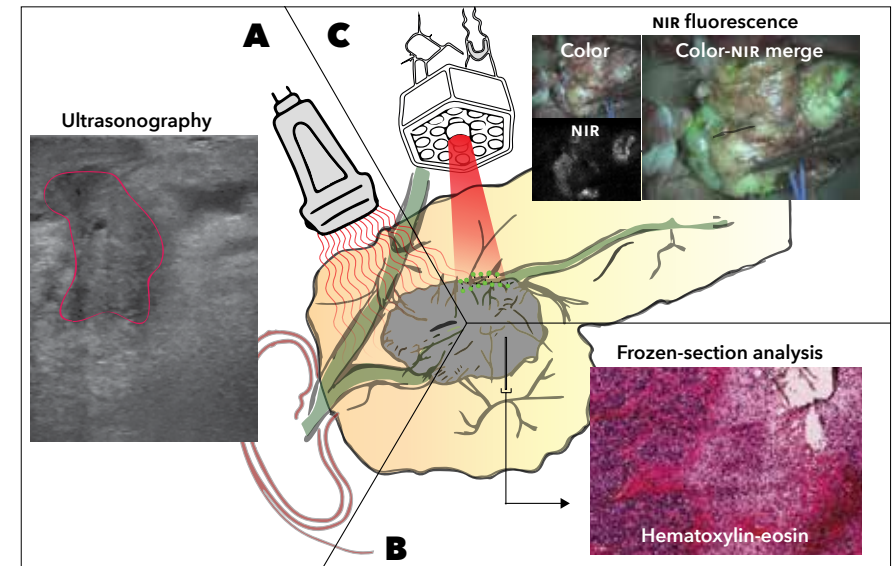 A
C
Ultrasonography
NIR fluorescence
Color
Color-NIR merge
NIR
Frozen-section analysis
Hematoxylin-eosin
B